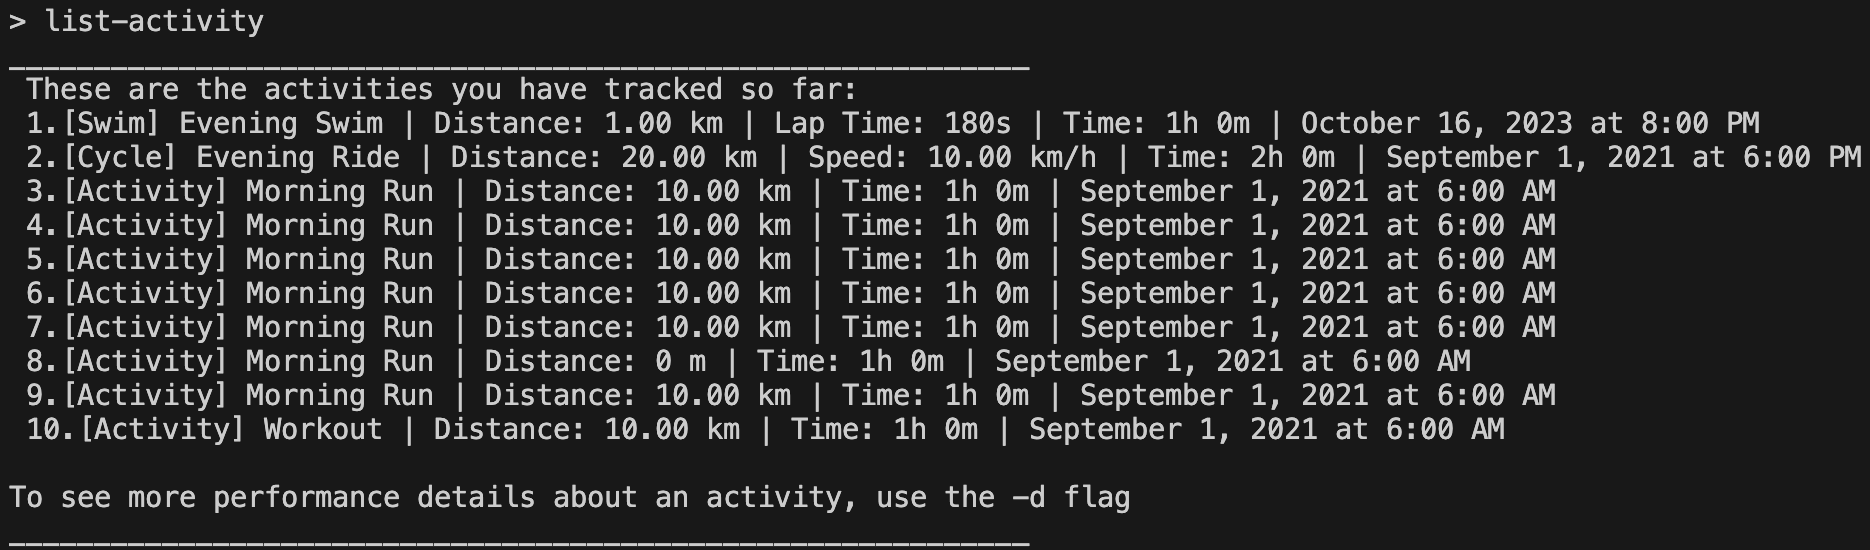 > list-activity
____________________________________________________________
These are the activities you have tracked so far:
1.[Swim] Evening Swim | Distance: 1.00 km | Lap Time: 180s | Time: 1h 0m | October 16, 2023 at 8:00 PM
2.[Cycle] Evening Ride | Distance: 20.00 km | Speed: 10.00 km/h | Time: 2h 0m | September 1, 2021 at 6:00 PM
3.[Activity] Morning Run | Distance: 10.00 km | Time: 1h 0m | September 1, 2021 at 6:00 AM
4.[Activity] Morning Run | Distance: 10.00 km | Time: 1h 0m | September 1, 2021 at 6:00 AM
5.[Activity] Morning Run | Distance: 10.00 km | Time: 1h 0m | September 1, 2021 at 6:00 AM
6.[Activity] Morning Run | Distance: 10.00 km | Time: 1h 0m | September 1, 2021 at 6:00 AM
7.[Activity] Morning Run | Distance: 10.00 km | Time: 1h 0m | September 1, 2021 at 6:00 AM
8.[Activity] Morning Run | Distance: 0 m | Time: 1h 0m | September 1, 2021 at 6:00 AM
9.[Activity] Morning Run | Distance: 10.00 km | Time: 1h 0m | September 1, 2021 at 6:00 AM
10.[Activity] Workout | Distance: 10.00 km | Time: 1h 0m | September 1, 2021 at 6:00 AM
To see more performance details about an activity, use the -d flag
____________________________________________________________